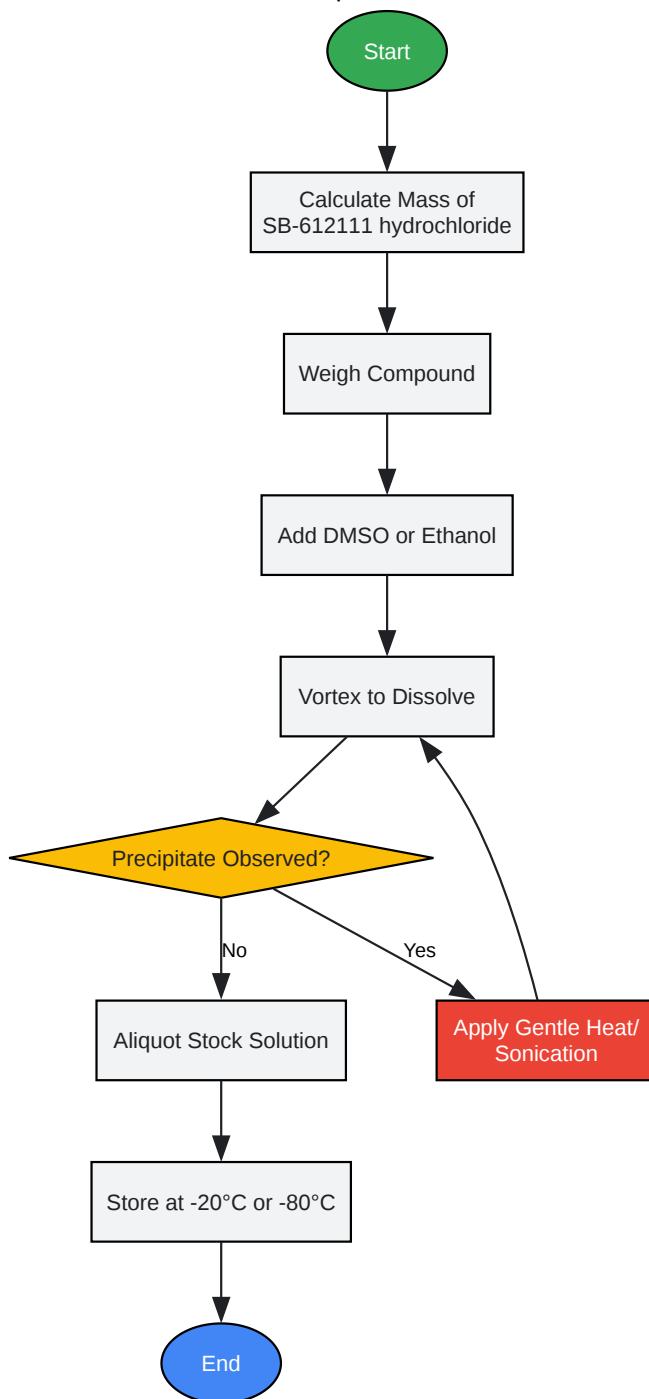 Start
Calculate Mass of
SB-612111 hydrochloride
Weigh Compound
Add DMSO or Ethanol
Vortex to Dissolve
Precipitate Observed?
No
Yes
Aliquot Stock Solution
Apply Gentle Heat/
Sonication
Store at -20°C or -80°C
End